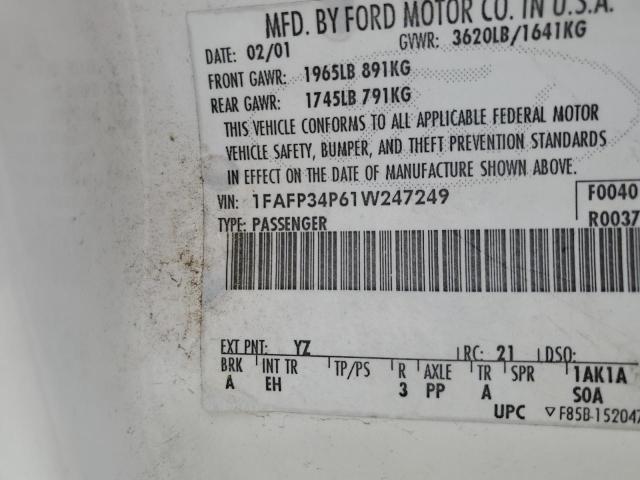 MFD. BY FORD MOTOR CO. IN U.S.A.
DATE: 02/01 GVWR: 3620LB/1641KG
FRONT GAWR: 1965LB 891KG
REAR GAWR: 1745LB 791KG
THIS VEHICLE CONFORMS TO ALL APPLICABLE FEDERAL MOTOR
VEHICLE SAFETY, BUMPER, AND THEFT PREVENTION STANDARDS
IN EFFECT ON THE DATE OF MANUFACTURE SHOWN ABOVE.
VIN: 1FAFP34P61W247249 F0040
TYPE: PASSENGER R0037
EXT PNT: YZ RC: 21 DSO:
BRK INT TR TP/PS R AXLE TR SPR 1AK1A
A EH 3 PP A S0A
UPC ▽F85B-152047